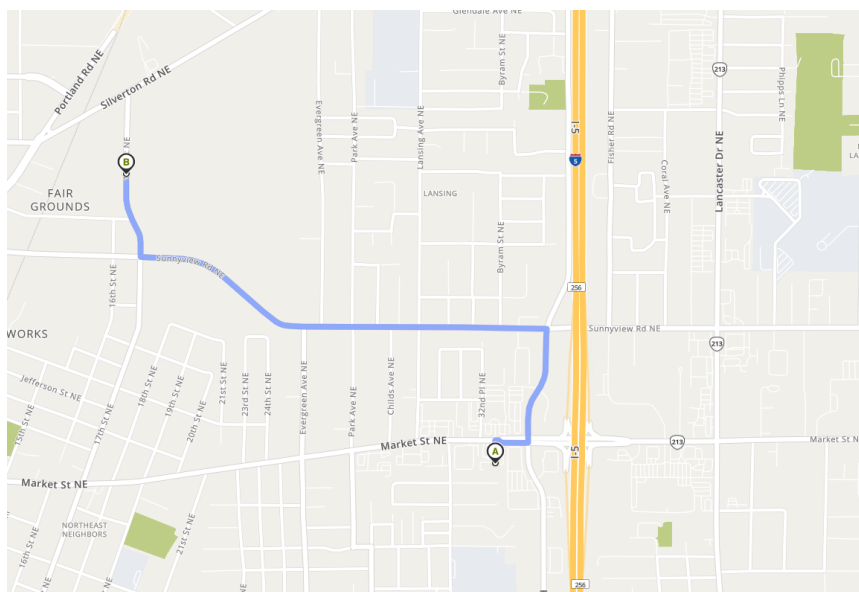 Glendale Ave NE
Portland Rd NE
Silverton Rd NE
NE
B
FAIR
GROUNDS
Evergreen Ave NE
Park Ave NE
Lansing Ave NE
Byram St NE
I-5
5
213
Phipps Ln NE
Fisher Rd NE
Coral Ave NE
Lancaster Dr NE
LANSING
Byram St NE
16th St NE
Sunnyview Rd NE
256
Sunnyview Rd NE
213
WORKS
Jefferson St NE
15th St NE
16th St NE
17th St NE
18th St NE
19th St NE
20th St NE
21st St NE
21st St NE
23rd St NE
24th St NE
Evergreen Ave NE
Park Ave NE
Childs Ave NE
32nd Pl NE
Market St NE
A
I-5
213
Market St N
Market St NE
NORTHEAST
NEIGHBORS
256